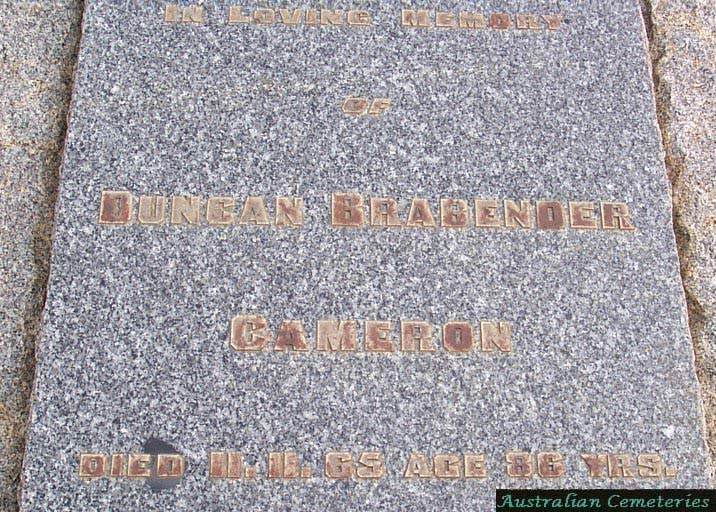 IN LOVING MEMORY
OF
DUNCAN BRABENDER
CAMERON
DIED 11. 11. 65 AGE 86 YRS.
Australian Cemeteries